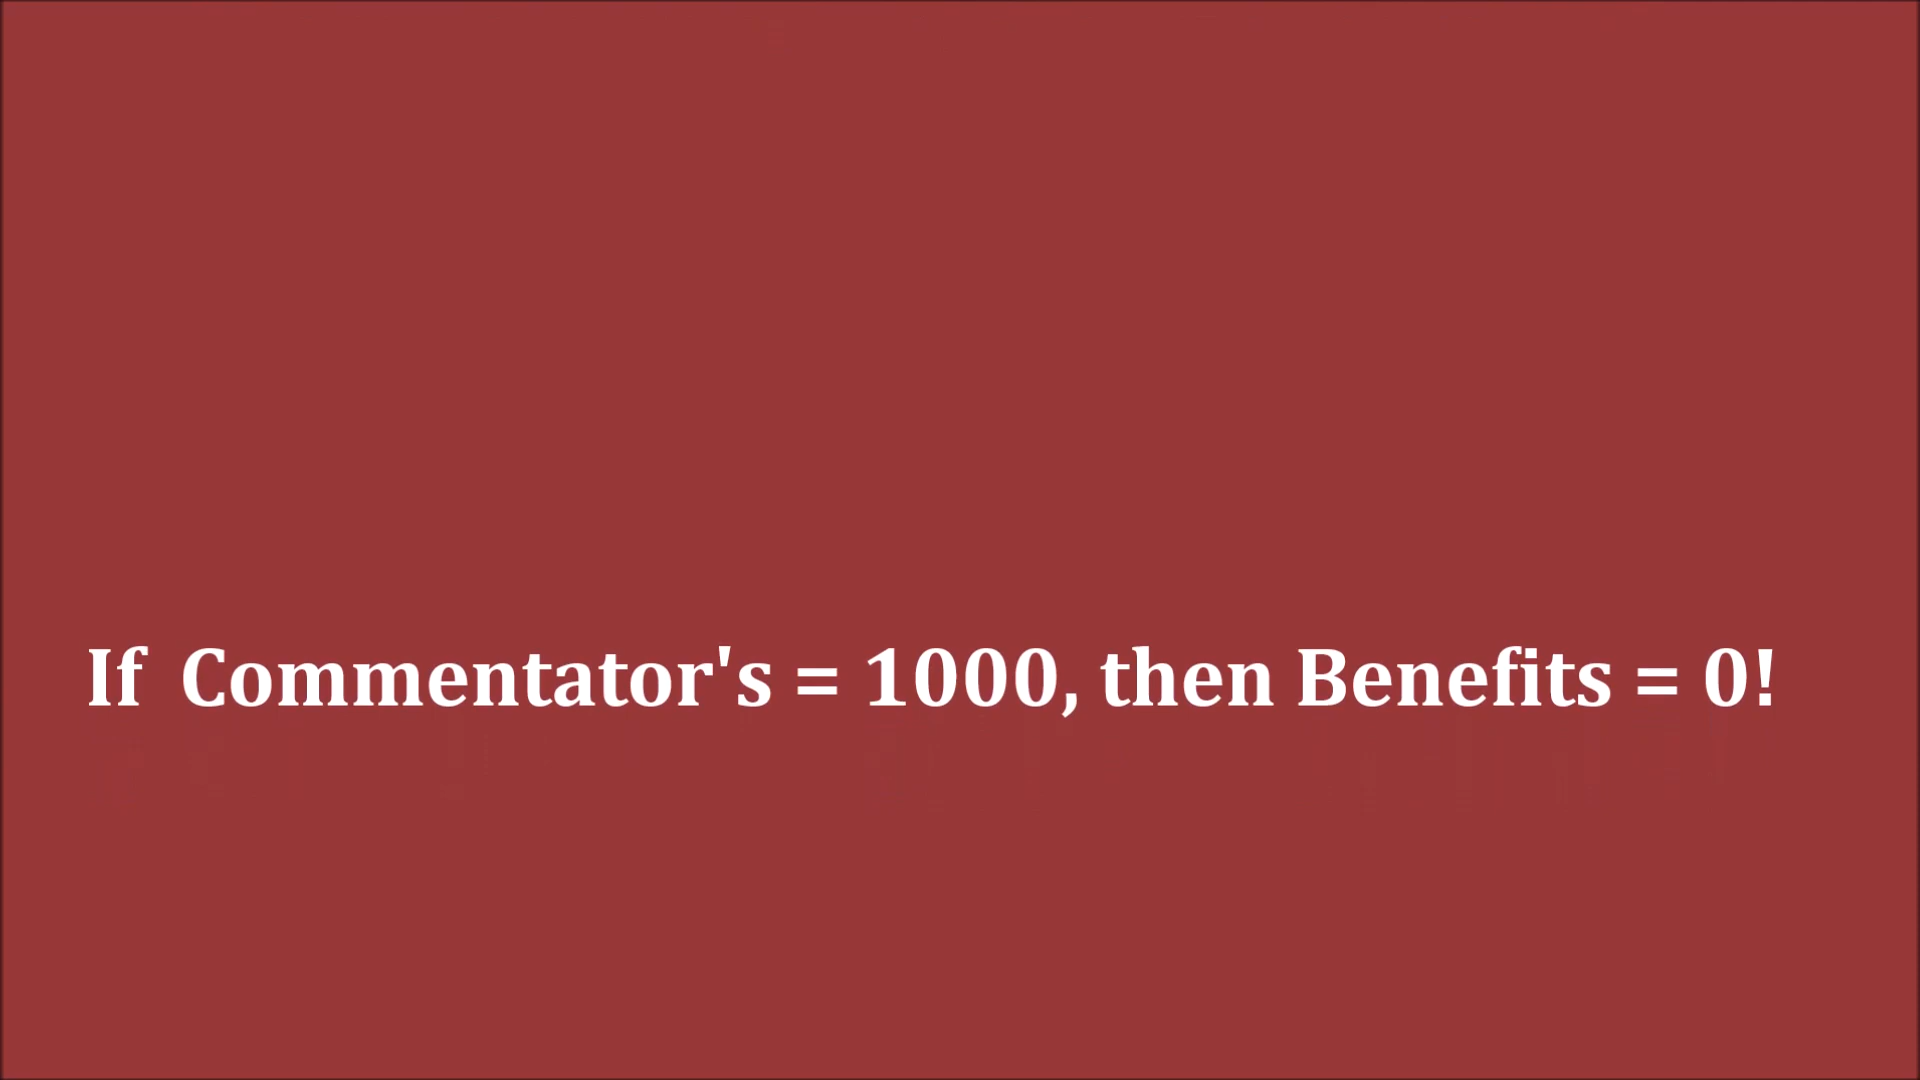 If  Commentator's = 1000, then Benefits = 0!